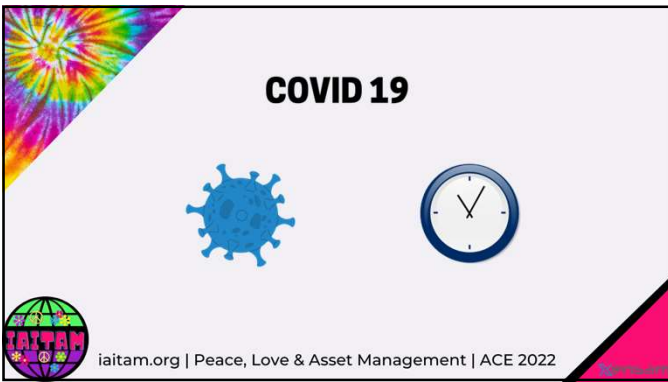 COVID 19
IAITAM
iaitam.org | Peace, Love & Asset Management | ACE 2022